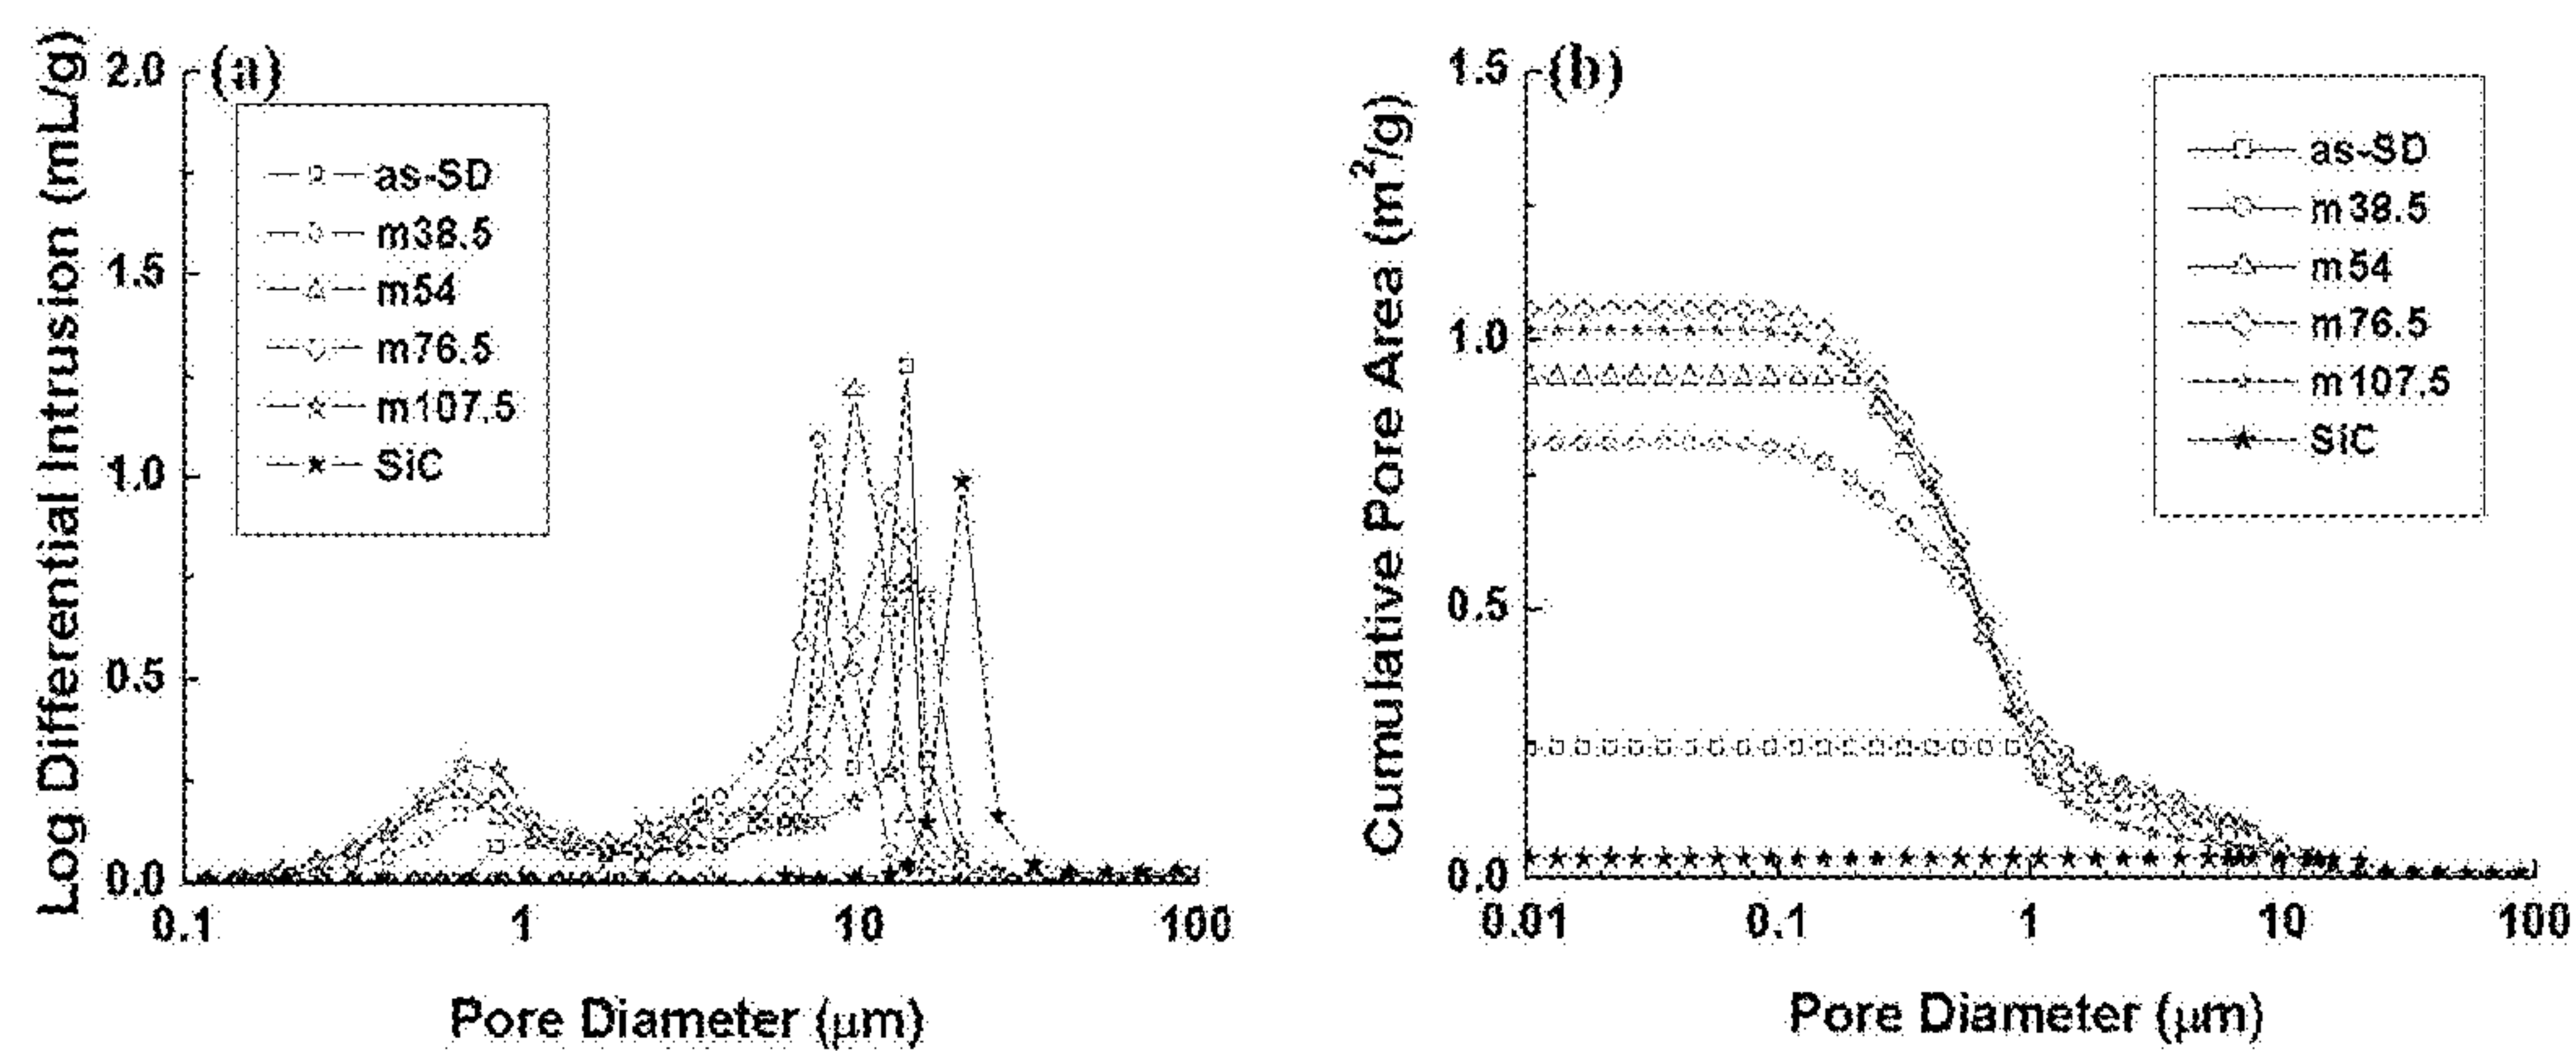 (a)
Log Differential Intrusion (mL/g)
2.0
1.5
1.0
0.5
0.0
as-SD
m38.5
m54
m76.5
m107.5
SiC
0.1
1
10
100
Pore Diameter (μm)
(b)
Cumulative Pore Area (m²/g)
1.5
1.0
0.5
0.0
as-SD
m38.5
m54
m76.5
m107.5
SiC
0.01
0.1
1
10
100
Pore Diameter (μm)